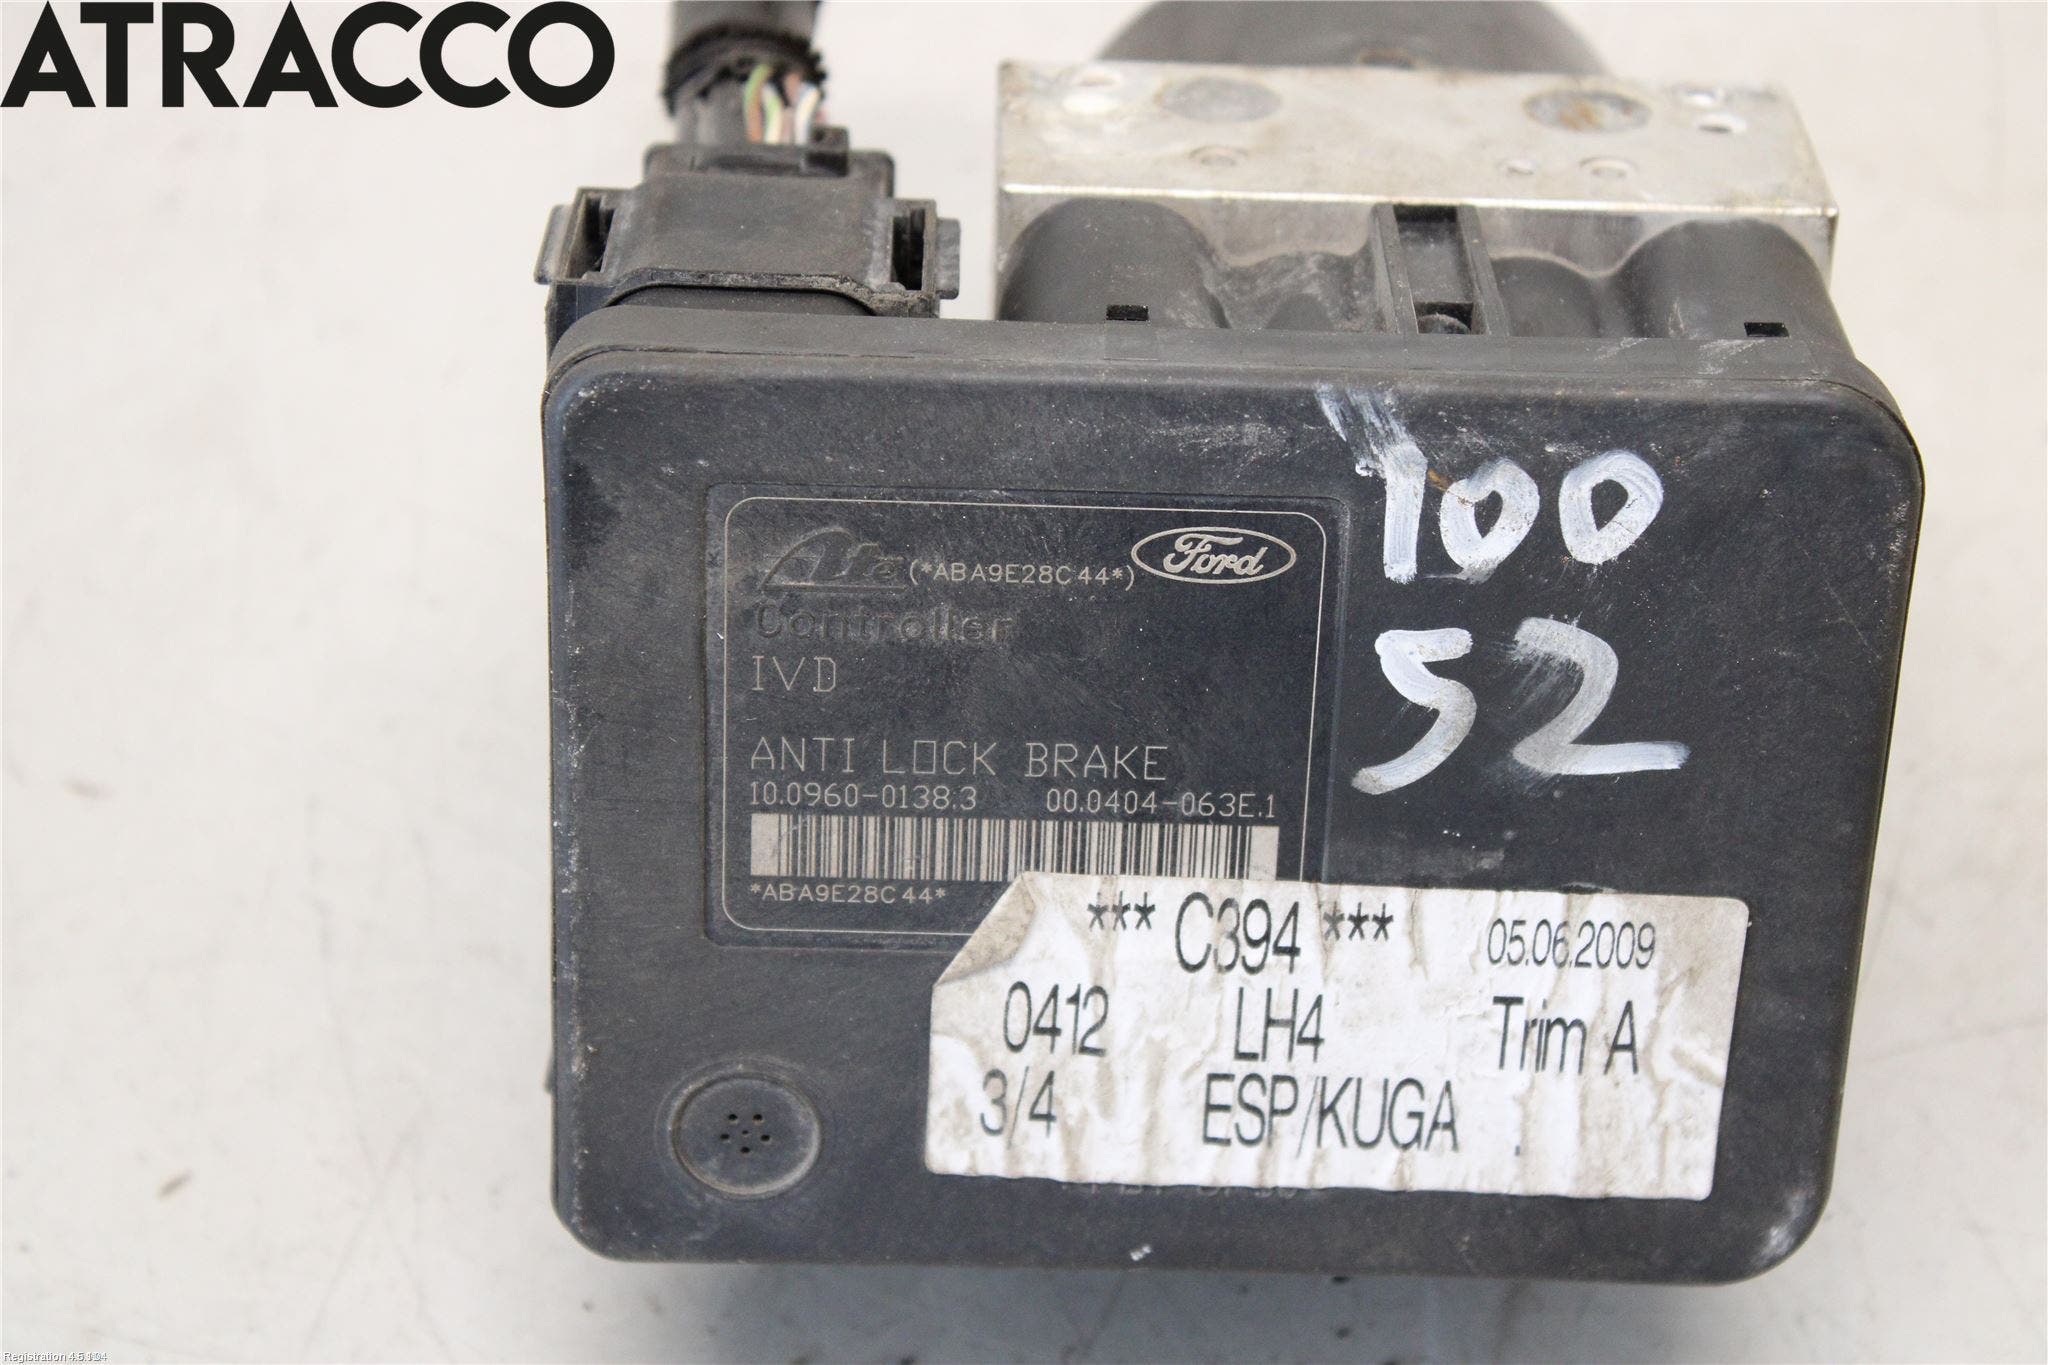 ATRACCO
Ate (*ABA9E28C44*) Ford
Controller
IVD
ANTI LOCK BRAKE
10.0960-0138.3 00.0404-063E.1
*ABA9E28C44*
100
52
*** C394 *** 05.06.2009
0412 LH4 Trim A
3/4 ESP/KUGA